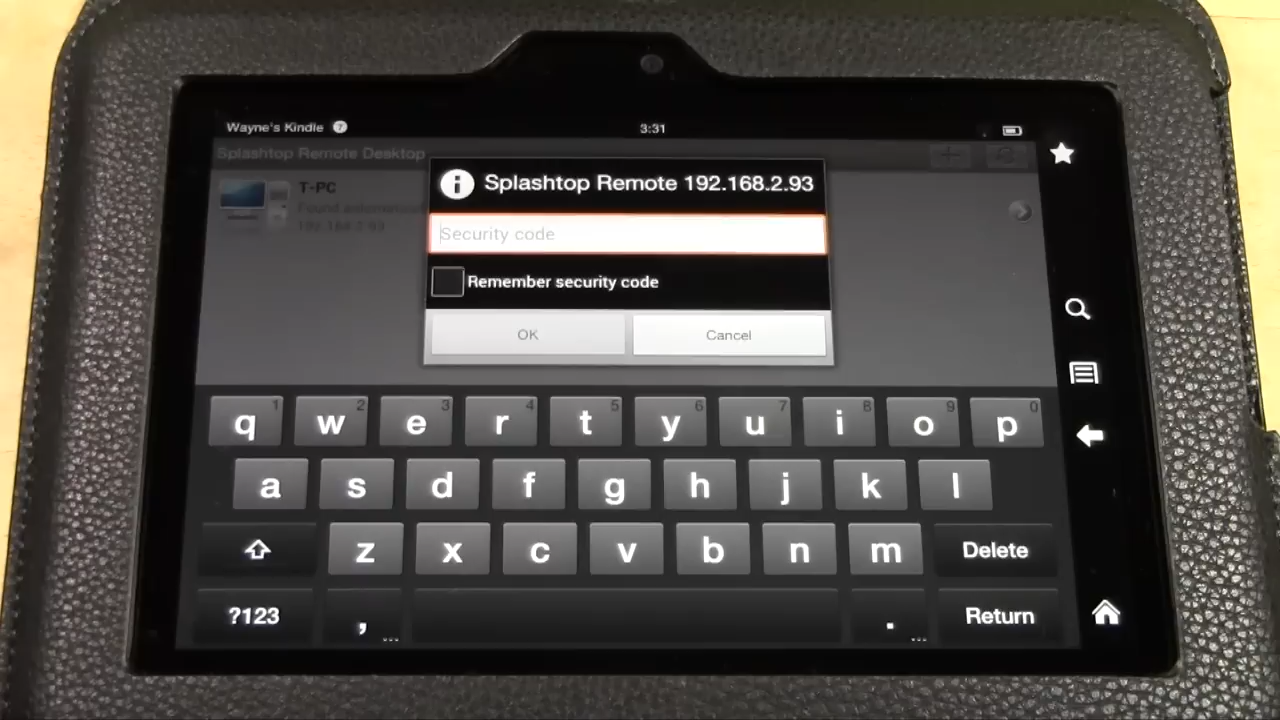 Wayne's Kindle ?
3:31
Splashtop Remote Desktop
T-PC
Found automatically
192.168.2.93
Splashtop Remote 192.168.2.93
Security code
Remember security code
OK Cancel
q 1 w 2 e 3 r 4 t 5 y 6 u 7 i 8 o 9 p 0
a s d f g h j k l
z x c v b n m Delete
?123 , ... . ... Return